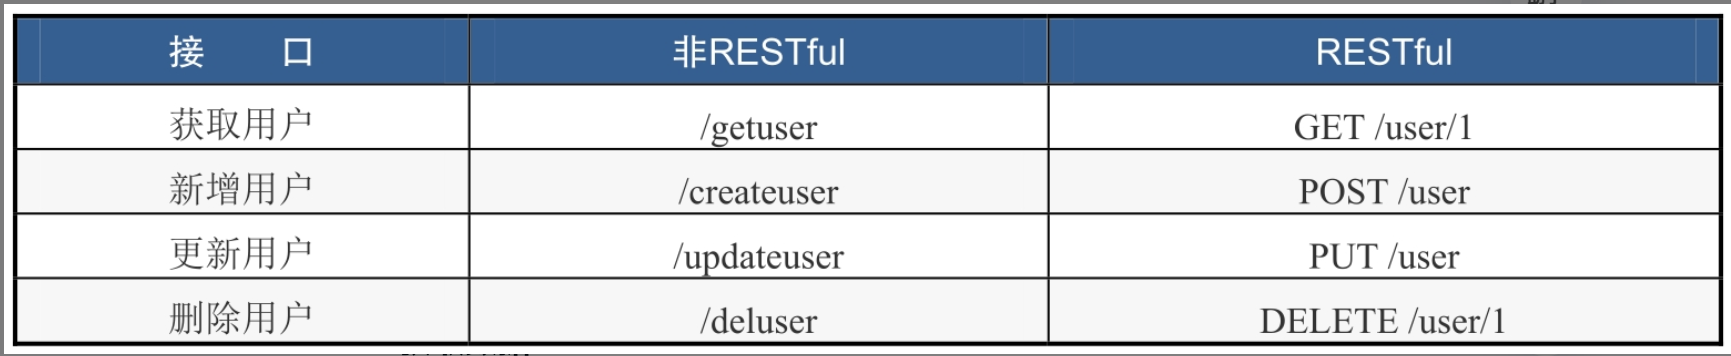 接 口 非RESTful RESTful
获取用户 /getuser GET /user/1
新增用户 /createuser POST /user
更新用户 /updateuser PUT /user
删除用户 /deluser DELETE /user/1